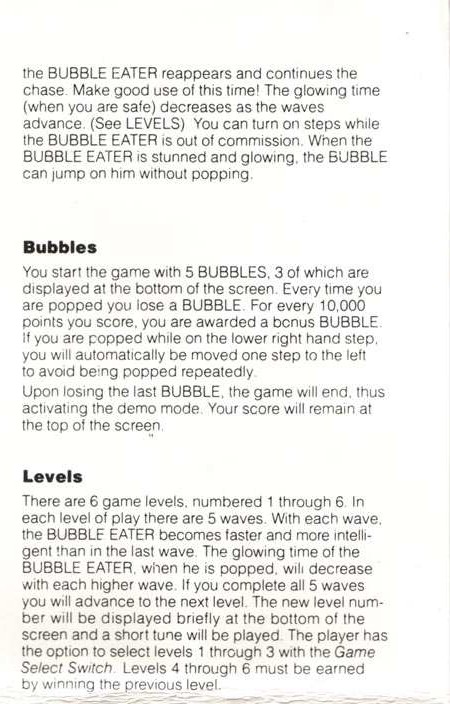 the BUBBLE EATER reappears and continues the
chase. Make good use of this time! The glowing time
(when you are safe) decreases as the waves
advance. (See LEVELS) You can turn on steps while
the BUBBLE EATER is out of commission. When the
BUBBLE EATER is stunned and glowing, the BUBBLE
can jump on him without popping.
Bubbles
You start the game with 5 BUBBLES, 3 of which are
displayed at the bottom of the screen. Every time you
are popped you lose a BUBBLE. For every 10,000
points you score, you are awarded a bonus BUBBLE.
If you are popped while on the lower right hand step,
you will automatically be moved one step to the left
to avoid being popped repeatedly.
Upon losing the last BUBBLE, the game will end, thus
activating the demo mode. Your score will remain at
the top of the screen.
Levels
There are 6 game levels, numbered 1 through 6. In
each level of play there are 5 waves. With each wave,
the BUBBLE EATER becomes faster and more intelli-
gent than in the last wave. The glowing time of the
BUBBLE EATER, when he is popped, will decrease
with each higher wave. If you complete all 5 waves
you will advance to the next level. The new level num-
ber will be displayed briefly at the bottom of the
screen and a short tune will be played. The player has
the option to select levels 1 through 3 with the Game
Select Switch. Levels 4 through 6 must be earned
by winning the previous level.